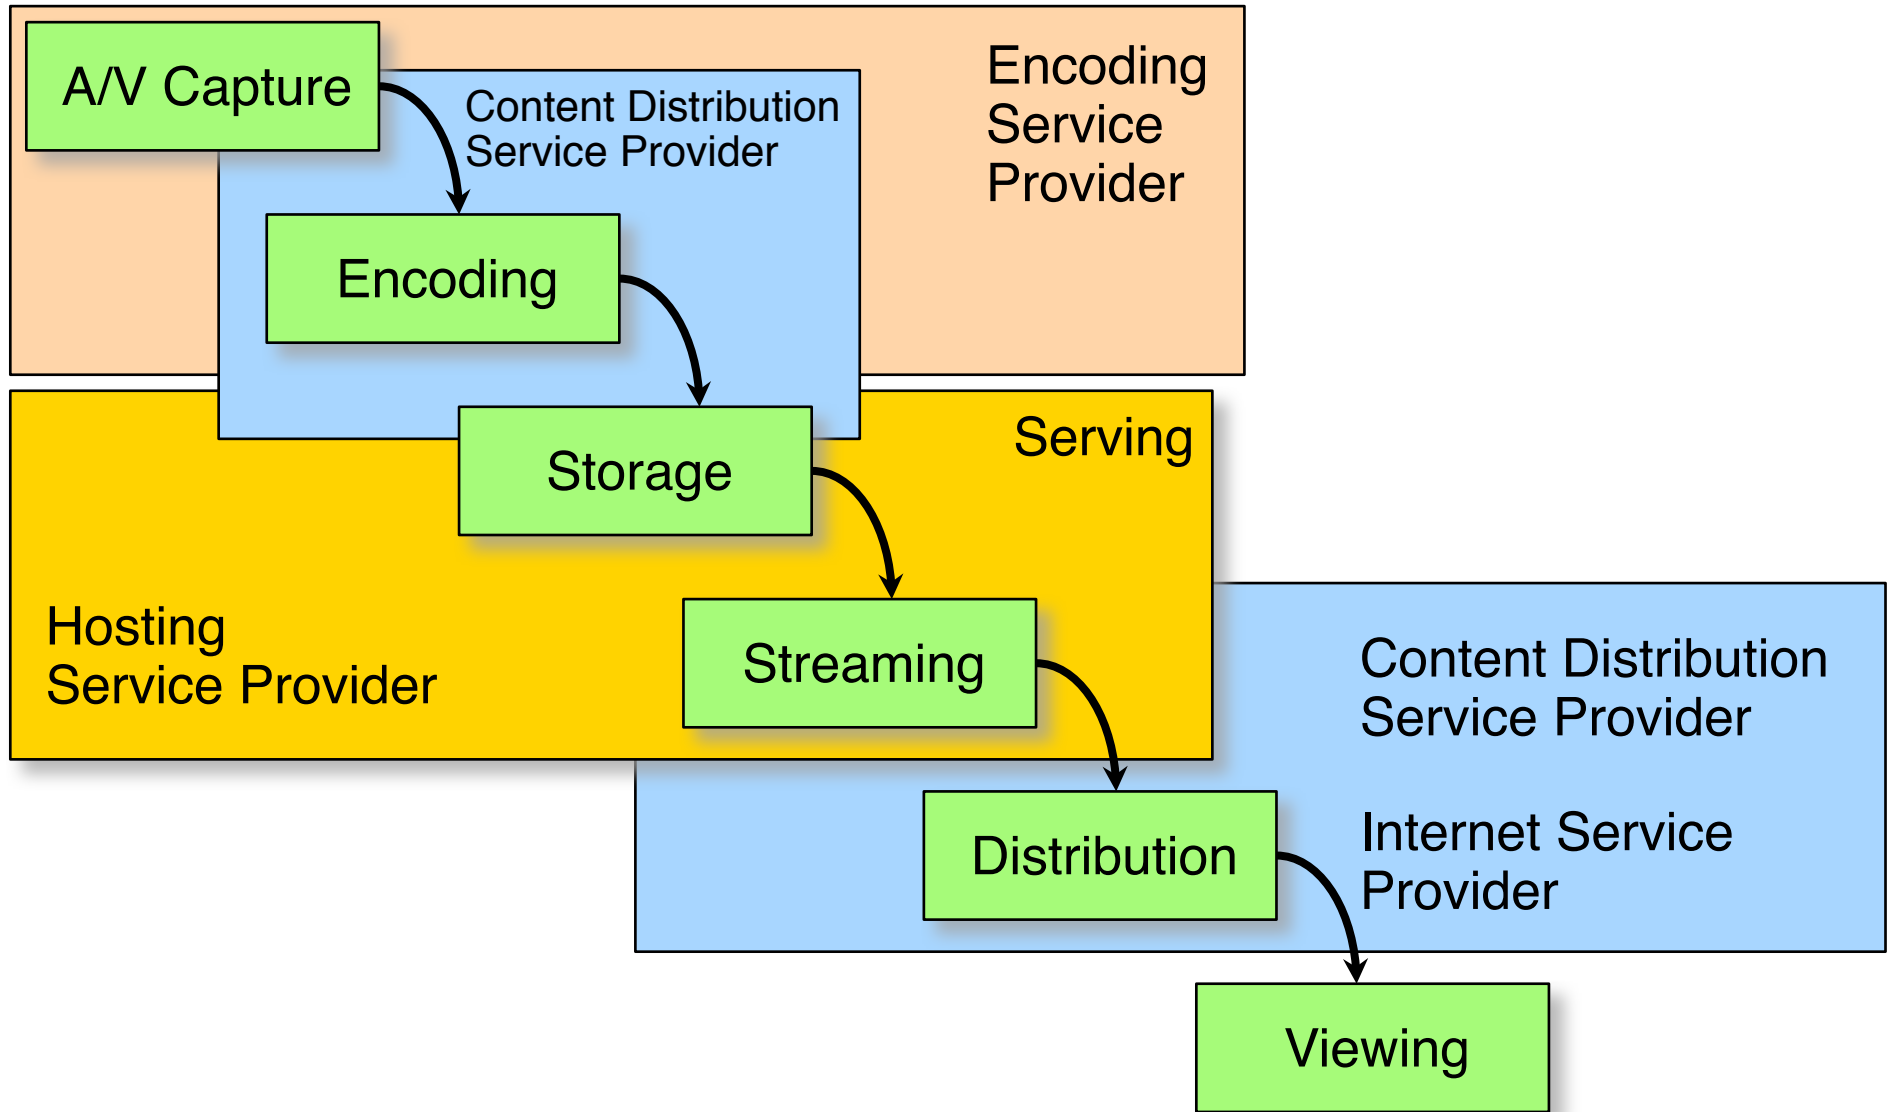 A/V Capture
Content Distribution
Service Provider
Encoding
Service
Provider
Encoding
Storage
Serving
Hosting
Service Provider
Streaming
Content Distribution
Service Provider
Distribution
Internet Service
Provider
Viewing